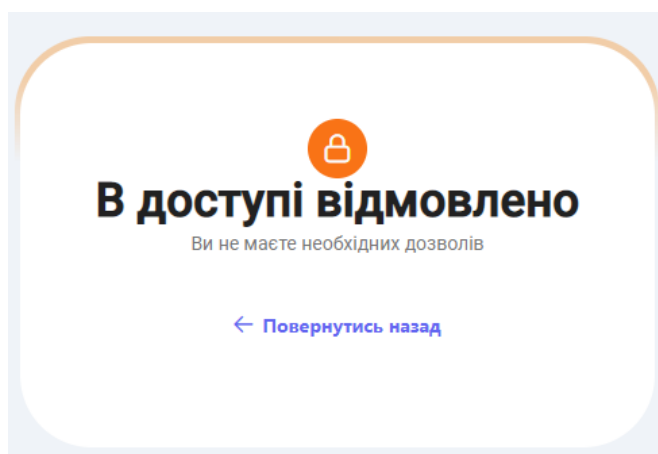 В доступі відмовлено
Ви не маєте необхідних дозволів
← Повернутись назад